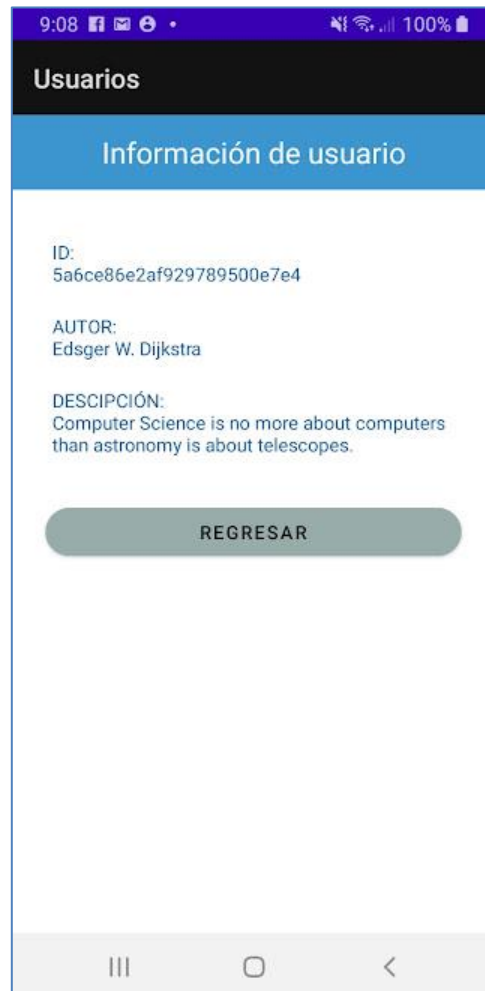 9:08 100%
Usuarios
Información de usuario
ID:
5a6ce86e2af929789500e7e4
AUTOR:
Edsger W. Dijkstra
DESCIPCIÓN:
Computer Science is no more about computers
than astronomy is about telescopes.
REGRESAR